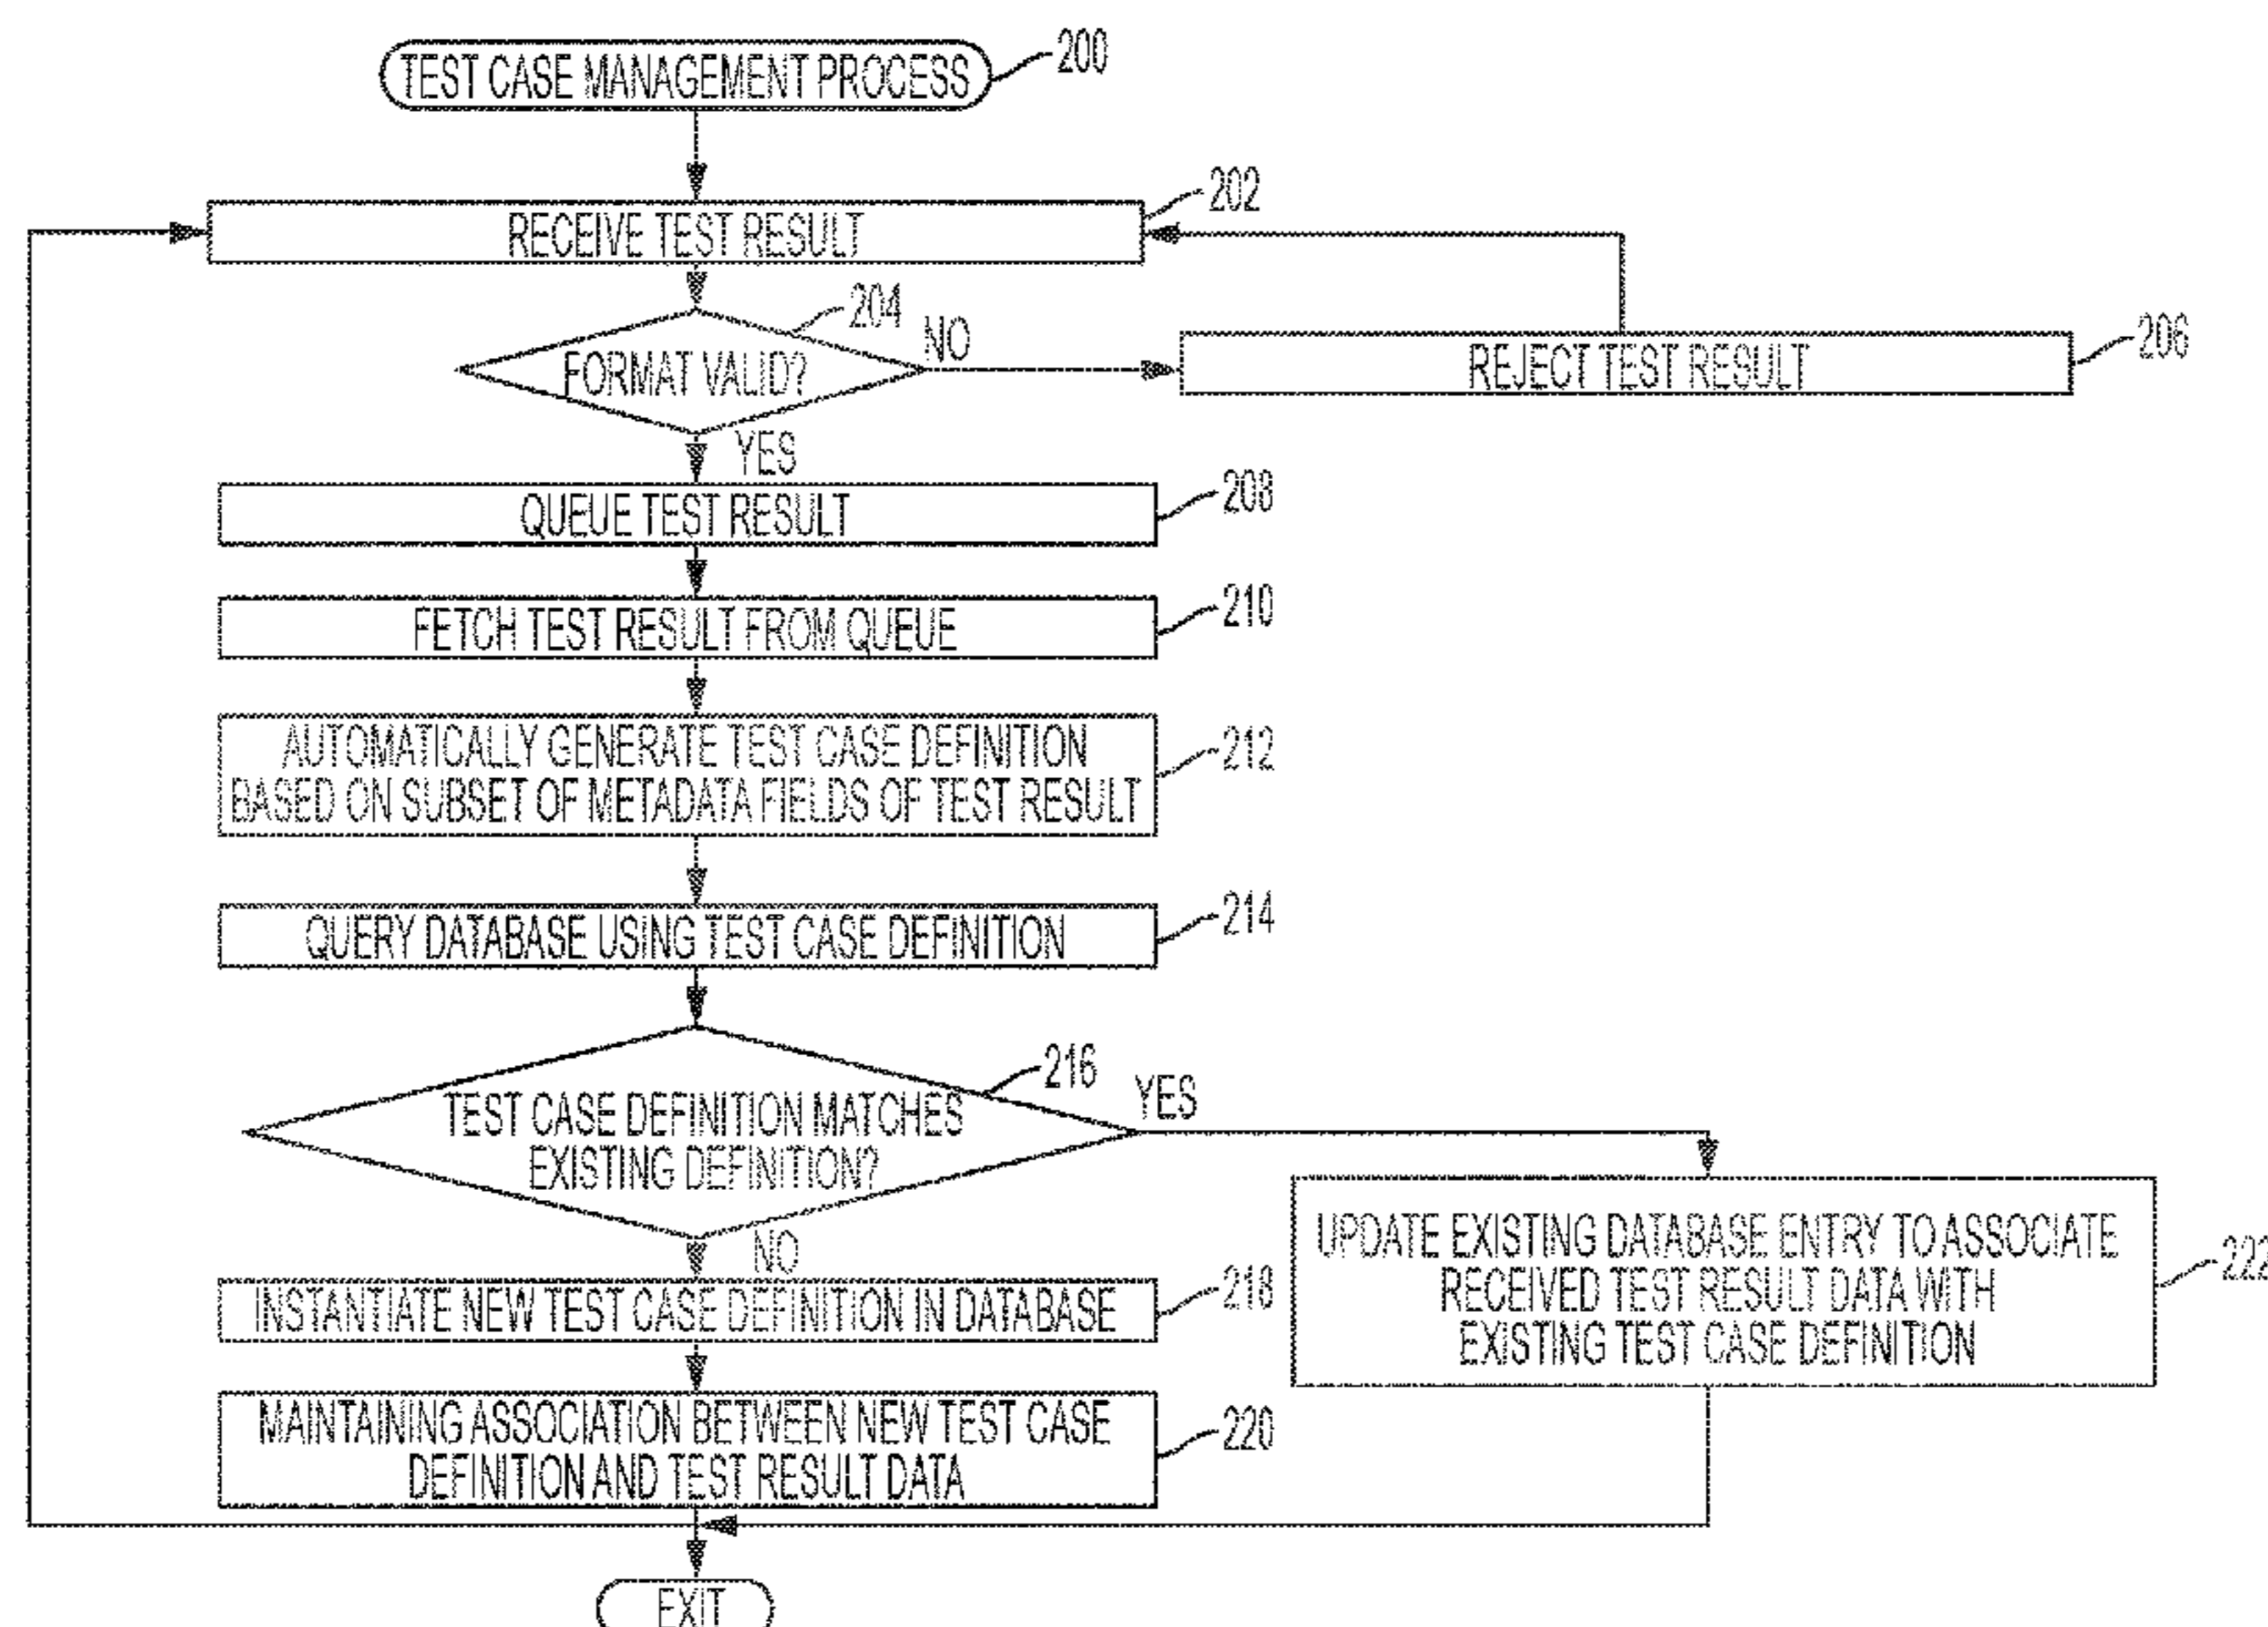 TEST CASE MANAGEMENT PROCESS
200
RECEIVE TEST RESULT
202
FORMAT VALID?
204
NO
REJECT TEST RESULT
206
YES
QUEUE TEST RESULT
208
FETCH TEST RESULT FROM QUEUE
210
AUTOMATICALLY GENERATE TEST CASE DEFINITION
BASED ON SUBSET OF METADATA FIELDS OF TEST RESULT
212
QUERY DATABASE USING TEST CASE DEFINITION
214
TEST CASE DEFINITION MATCHES
EXISTING DEFINITION?
216
YES
UPDATE EXISTING DATABASE ENTRY TO ASSOCIATE
RECEIVED TEST RESULT DATA WITH
EXISTING TEST CASE DEFINITION
222
NO
INSTANTIATE NEW TEST CASE DEFINITION IN DATABASE
218
MAINTAINING ASSOCIATION BETWEEN NEW TEST CASE
DEFINITION AND TEST RESULT DATA
220
EXIT